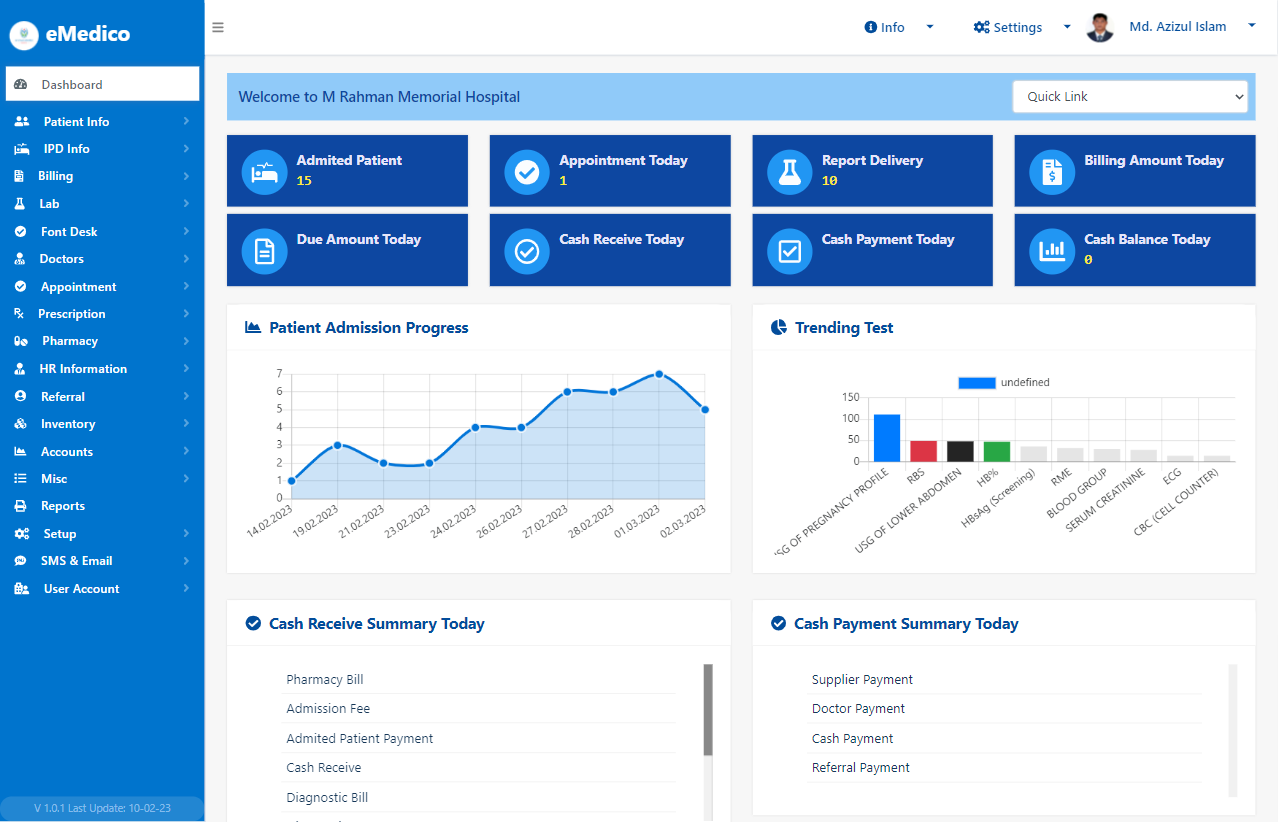 eMedico
Info
Settings
Md. Azizul Islam
Dashboard
Patient Info
IPD Info
Billing
Lab
Font Desk
Doctors
Appointment
Prescription
Pharmacy
HR Information
Referral
Inventory
Accounts
Misc
Reports
Setup
SMS & Email
User Account
V 1.0.1 Last Update: 10-02-23
Welcome to M Rahman Memorial Hospital
Quick Link
Admited Patient
15
Appointment Today
1
Report Delivery
10
Billing Amount Today
Due Amount Today
Cash Receive Today
Cash Payment Today
Cash Balance Today
0
Patient Admission Progress
7
6
5
4
3
2
1
0
14.02.2023
19.02.2023
21.02.2023
23.02.2023
24.02.2023
26.02.2023
27.02.2023
28.02.2023
01.03.2023
02.03.2023
Trending Test
undefined
150
100
50
0
OF PREGNANCY PROFILE
RBS
USG OF LOWER ABDOMEN
HB%
HBsAg (Screening)
RME
BLOOD GROUP
SERUM CREATININE
ECG
CBC (CELL COUNTER)
Cash Receive Summary Today
Pharmacy Bill
Admission Fee
Admited Patient Payment
Cash Receive
Diagnostic Bill
Cash Payment Summary Today
Supplier Payment
Doctor Payment
Cash Payment
Referral Payment